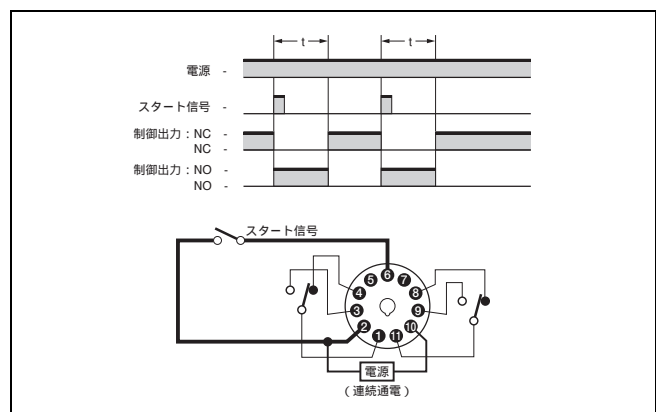 t t
電源 -
スタート信号 -
制御出力：NC -
NC -
制御出力：NO -
NO -
スタート信号
6
5 7
4 8
3 9
2 10
1 11
電源
（連続通電）